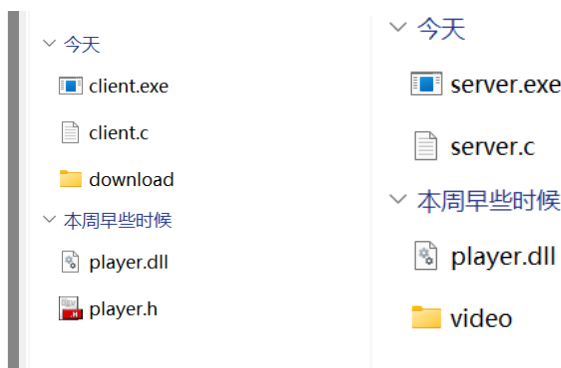 今天
client.exe
client.c
download
本周早些时候
player.dll
player.h
今天
server.exe
server.c
本周早些时候
player.dll
video